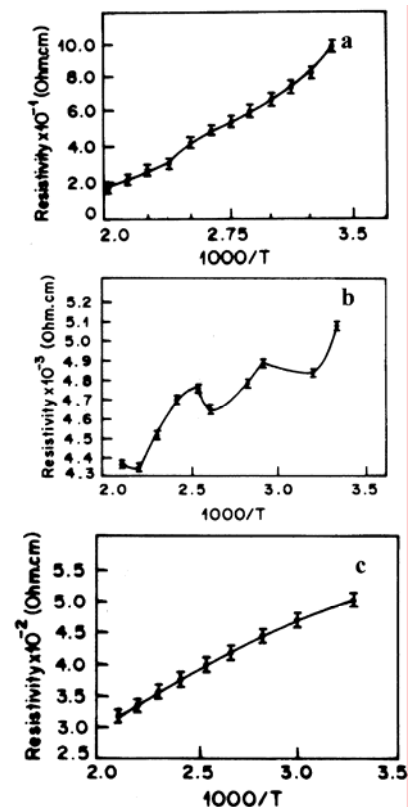 a
Resistivity x10⁻¹ (Ohm.cm)
10.0
8.0
6.0
4.0
2.0
0
2.0 2.75 3.5
1000/T
b
Resistivity x10⁻³ (Ohm.cm)
5.2
5.1
5.0
4.9
4.8
4.7
4.6
4.5
4.4
4.3
2.0 2.5 3.0 3.5
1000/T
c
Resistivity x10⁻² (Ohm.cm)
5.5
5.0
4.5
4.0
3.5
3.0
2.5
2.0 2.5 3.0 3.5
1000/T